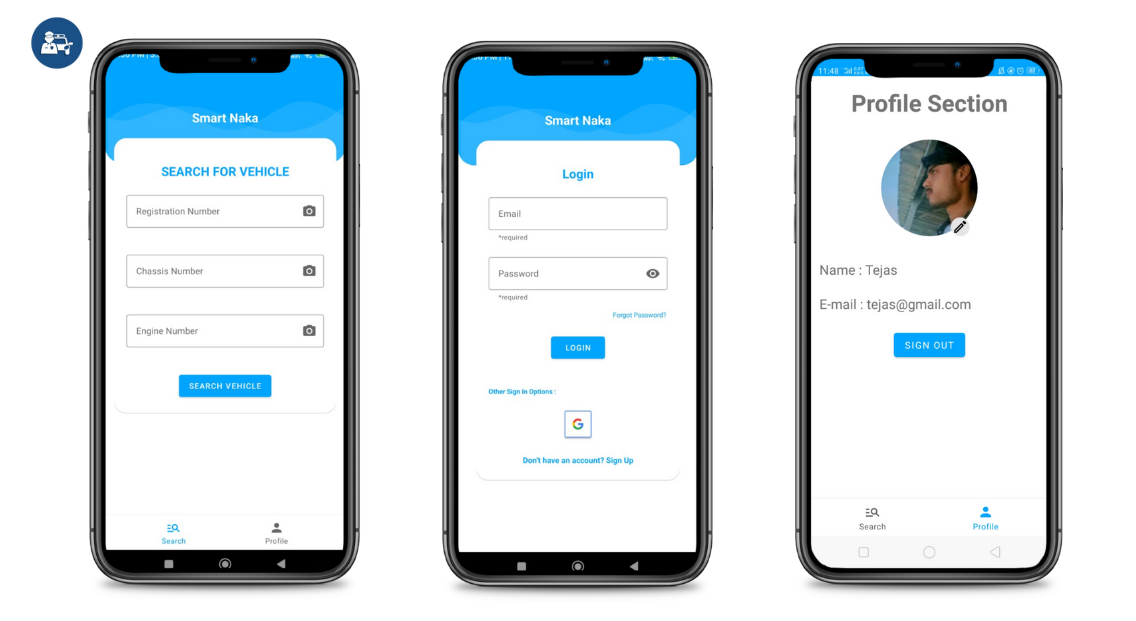 Smart Naka
SEARCH FOR VEHICLE
Registration Number
Chassis Number
Engine Number
SEARCH VEHICLE
Search
Profile
Smart Naka
Login
Email
*required
Password
*required
Forgot Password?
LOGIN
Other Sign In Options :
G
Don't have an account? Sign Up
11:48
Profile Section
Name : Tejas
E-mail : tejas@gmail.com
SIGN OUT
Search
Profile